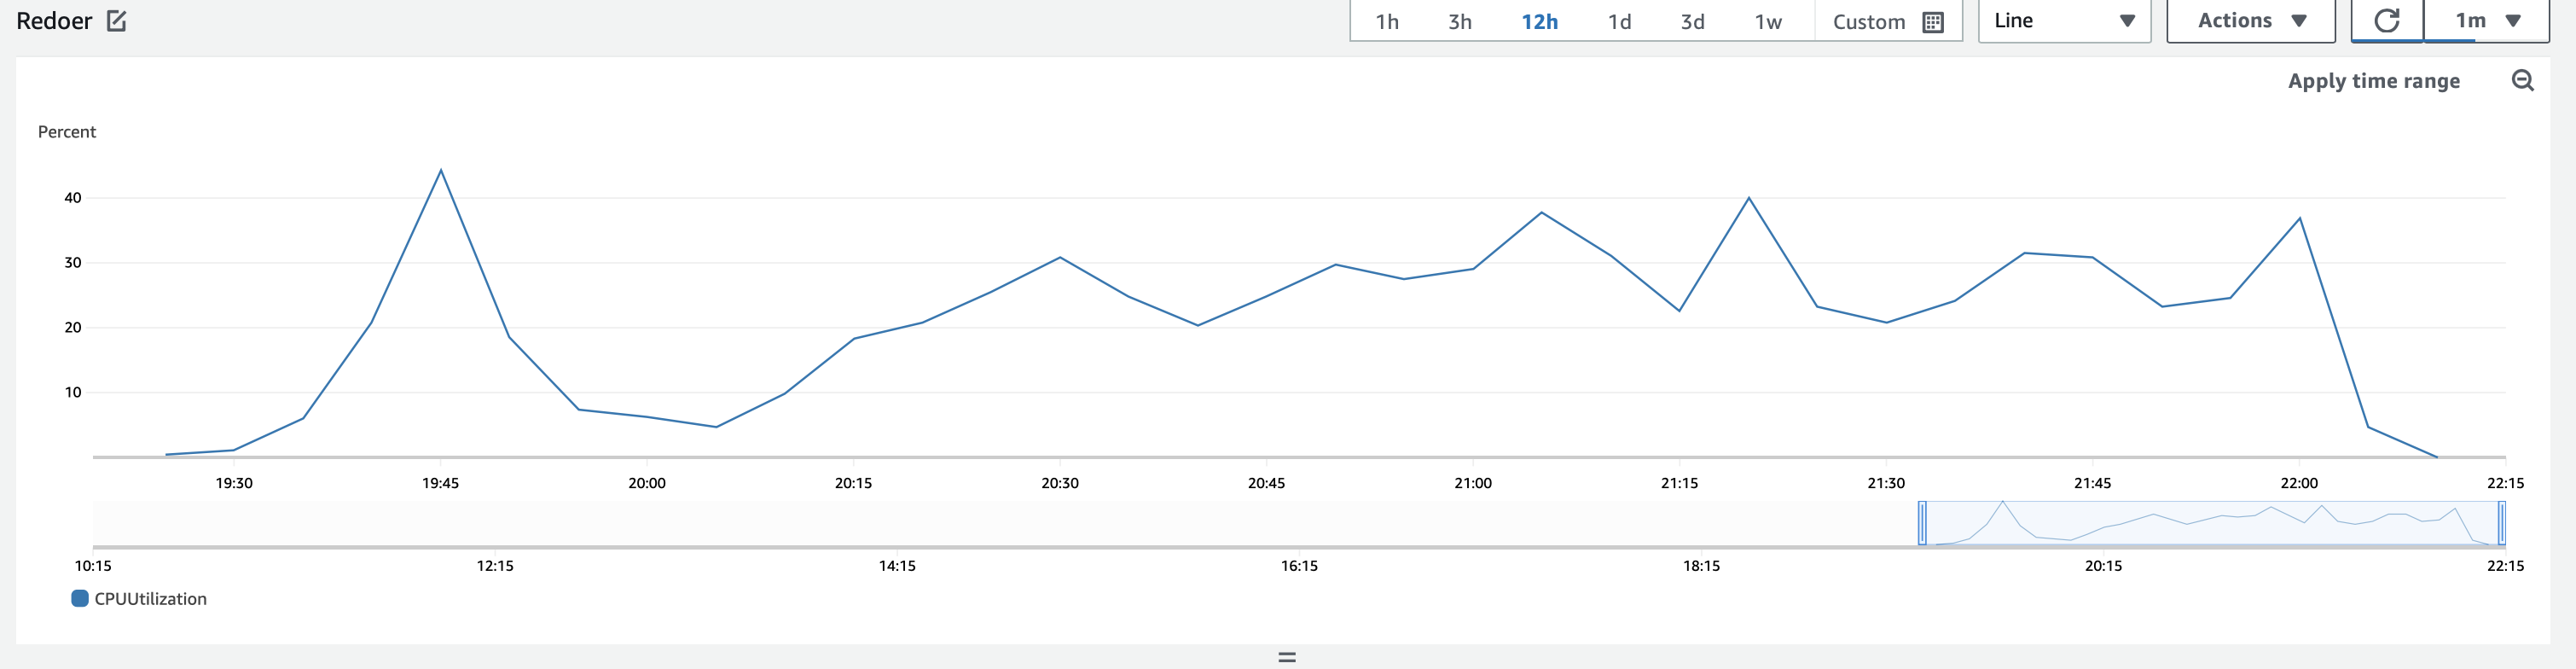 Redoer
1h 3h 12h 1d 3d 1w Custom Line Actions 1m
Apply time range
Percent
40
30
20
10
19:30 19:45 20:00 20:15 20:30 20:45 21:00 21:15 21:30 21:45 22:00 22:15
10:15 12:15 14:15 16:15 18:15 20:15 22:15
CPUUtilization